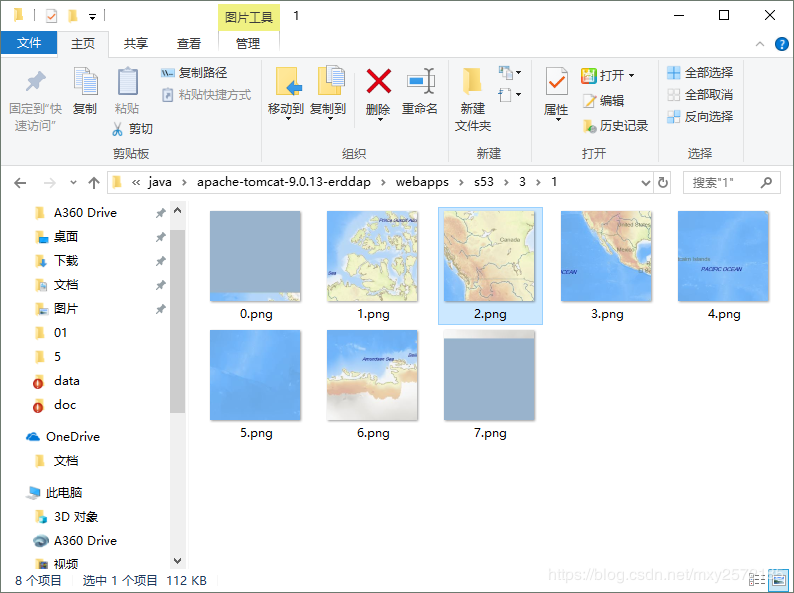 图片工具 1
文件 主页 共享 查看 管理
固定到"快速访问" 复制 粘贴 复制路径 粘贴快捷方式 剪切
移动到 复制到 删除 重命名
新建文件夹
属性 打开 编辑 历史记录
全部选择 全部取消 反向选择
剪贴板 组织 新建 打开 选择
« java › apache-tomcat-9.0.13-erddap › webapps › s53 › 3 › 1 搜索"1"
A360 Drive
桌面
下载
文档
图片
01
5
data
doc
OneDrive
文档
此电脑
3D 对象
A360 Drive
视频
Canada
United States
PACIFIC OCEAN
Amundsen Sea
0.png 1.png 2.png 3.png 4.png
5.png 6.png 7.png
8 个项目 选中 1 个项目 112 KB